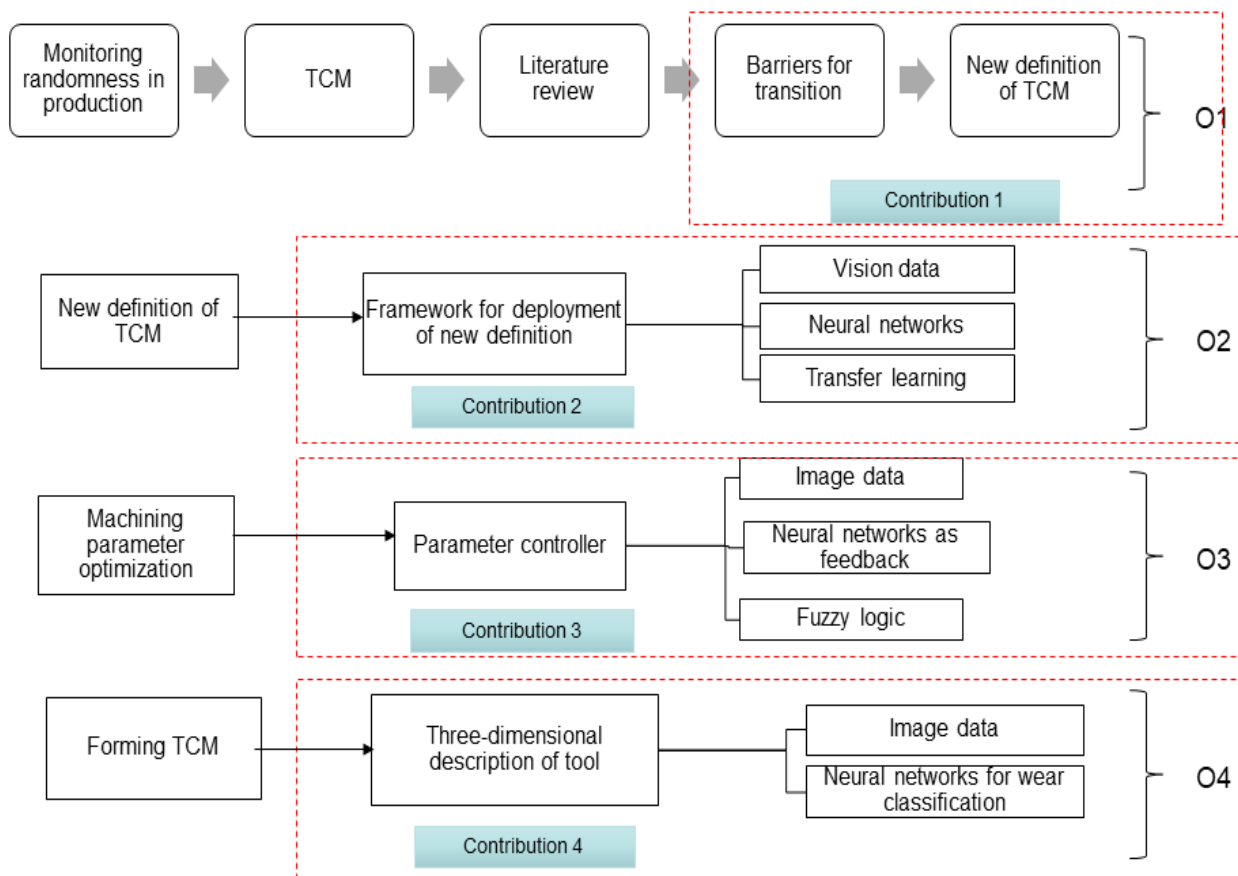 Monitoring
randomness in
production
TCM
Literature
review
Barriers for
transition
New definition
of TCM
O1
Contribution 1
New definition of
TCM
Framework for deployment
of new definition
Vision data
Neural networks
Transfer learning
O2
Contribution 2
Machining
parameter
optimization
Parameter controller
Image data
Neural networks as
feedback
Fuzzy logic
O3
Contribution 3
Forming TCM
Three-dimensional
description of tool
Image data
Neural networks for wear
classification
O4
Contribution 4